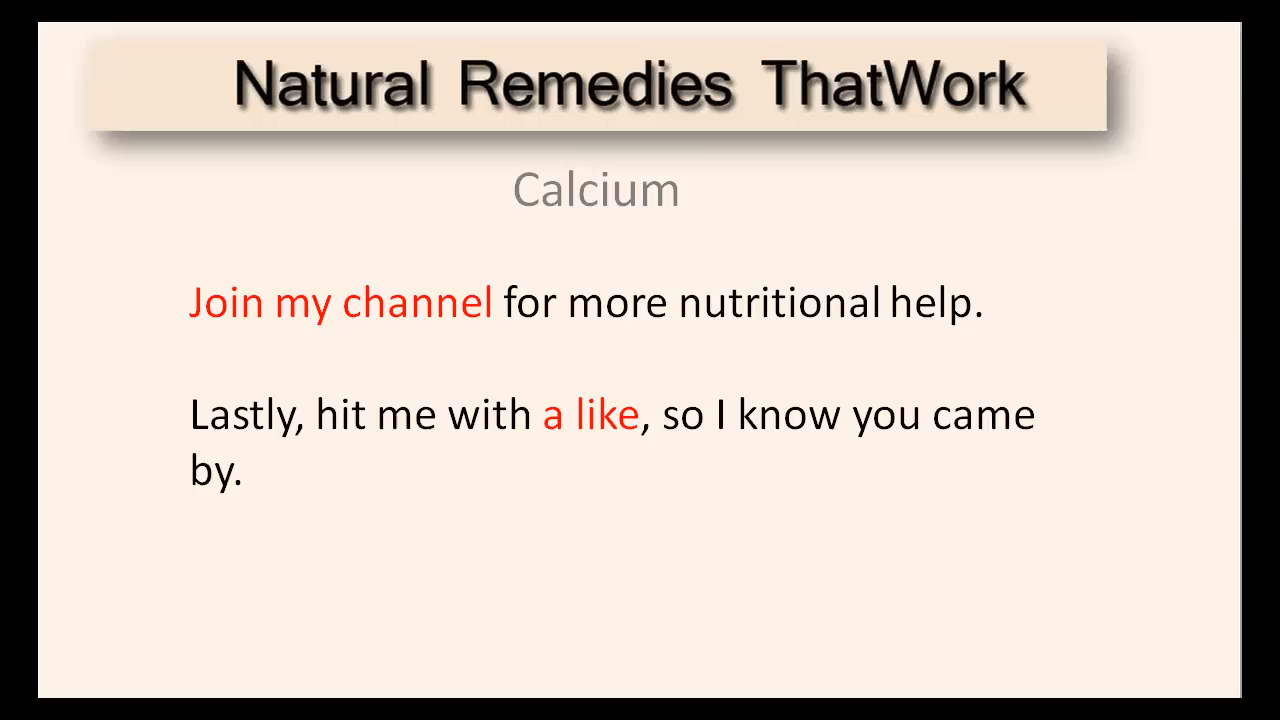 Natural Remedies ThatWork
Calcium
Join my channel for more nutritional help.
Lastly, hit me with a like, so I know you came
by.